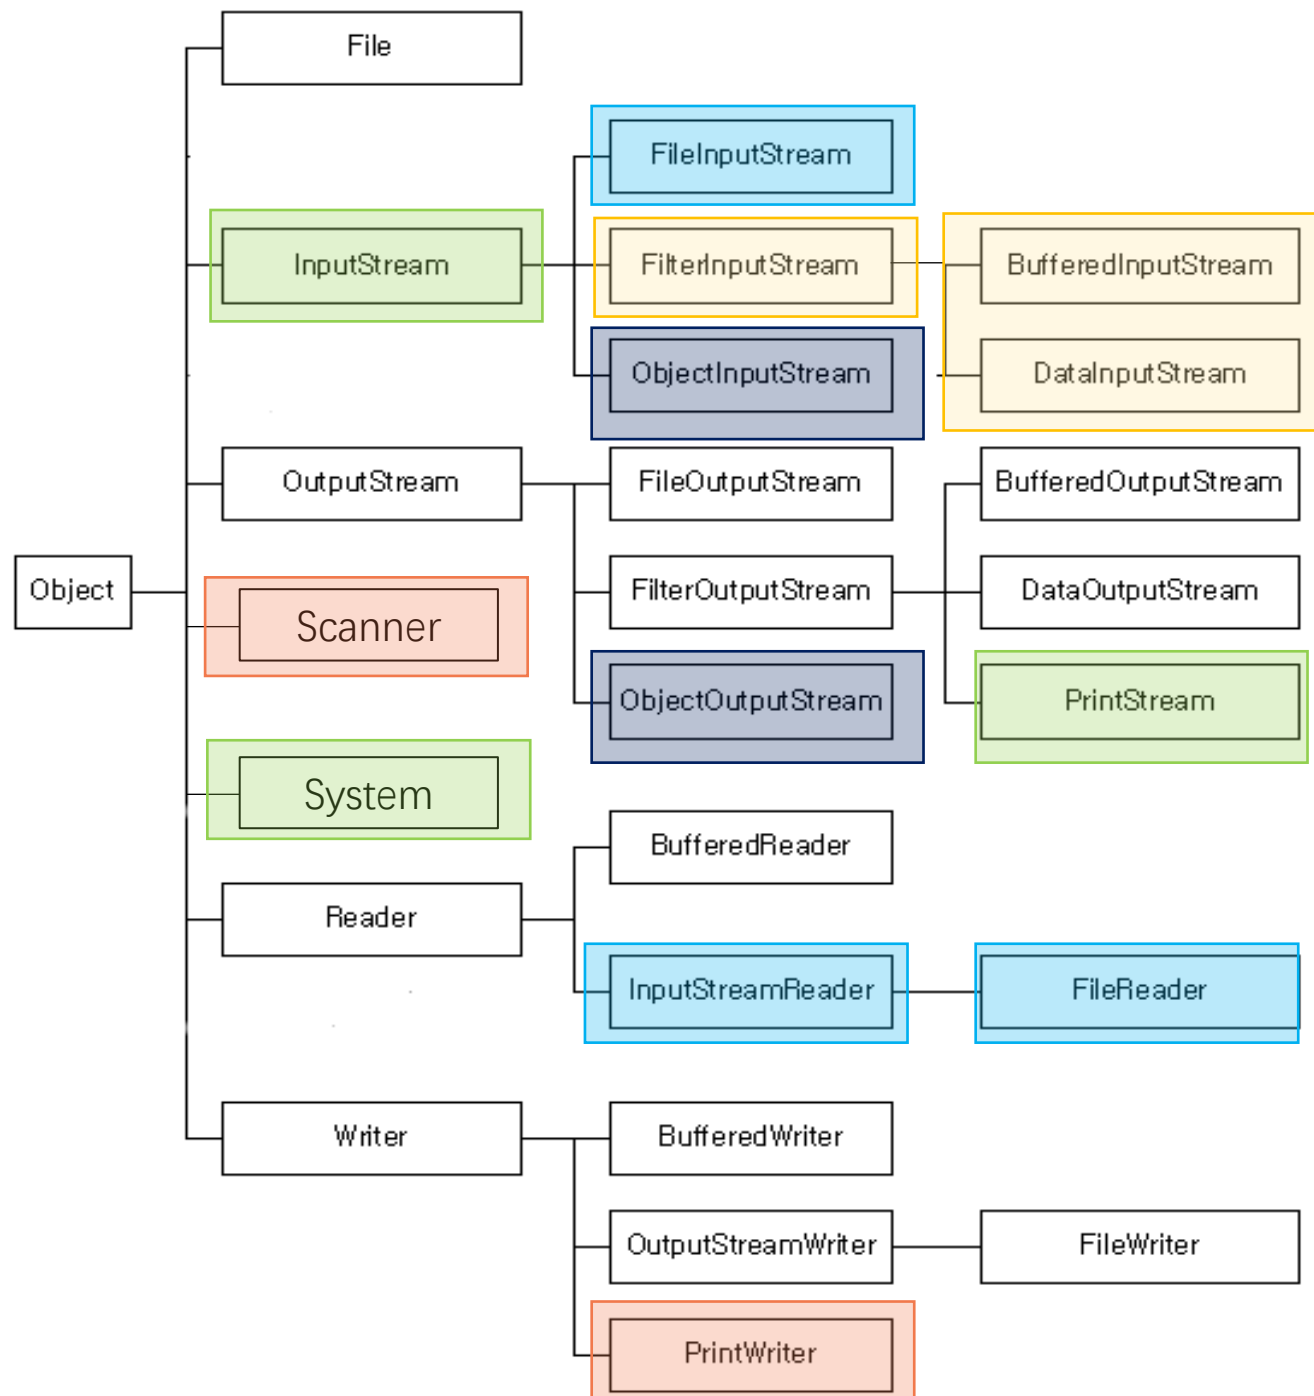 File
FileInputStream
InputStream
FilterInputStream
BufferedInputStream
ObjectInputStream
DataInputStream
OutputStream
FileOutputStream
BufferedOutputStream
Object
FilterOutputStream
DataOutputStream
Scanner
ObjectOutputStream
PrintStream
System
BufferedReader
Reader
InputStreamReader
FileReader
Writer
BufferedWriter
OutputStreamWriter
FileWriter
PrintWriter